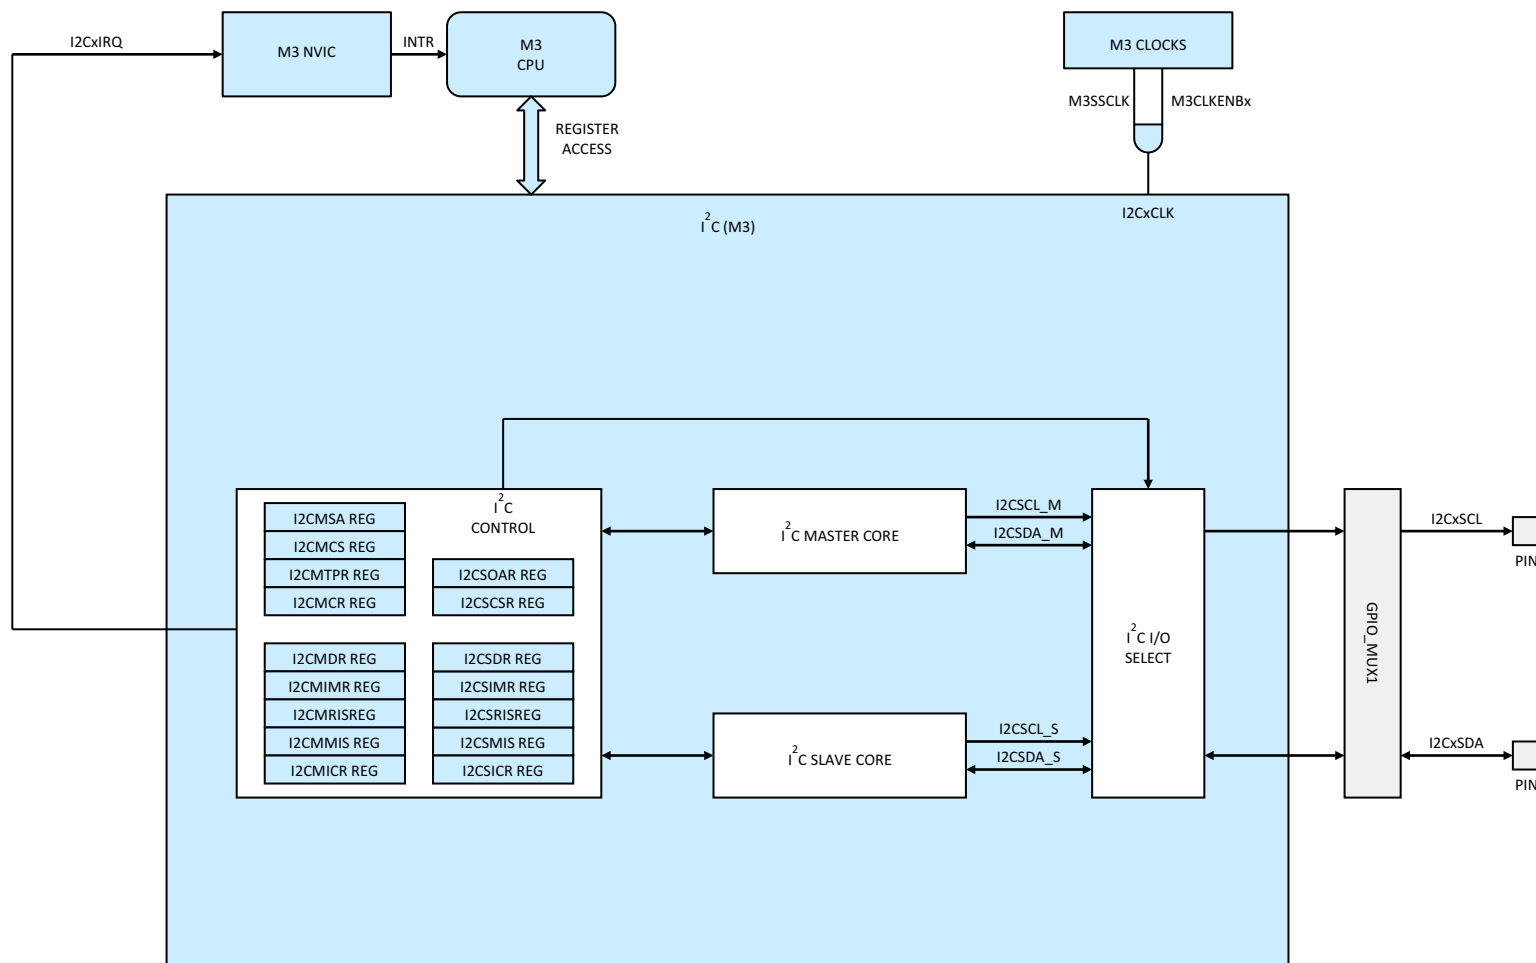 I2CxIRQ
M3 NVIC
INTR
M3
CPU
M3 CLOCKS
M3SSCLK
M3CLKENBx
REGISTER
ACCESS
I2CxCLK
I²C (M3)
I²C
CONTROL
I2CMSA REG
I2CMCS REG
I2CMTPR REG
I2CMCR REG
I2CSOAR REG
I2CSCSR REG
I2CMDR REG
I2CMIMR REG
I2CMRISREG
I2CMMIS REG
I2CMICR REG
I2CSDR REG
I2CSIMR REG
I2CSRISREG
I2CSMIS REG
I2CSICR REG
I²C MASTER CORE
I2CSCL_M
I2CSDA_M
I²C SLAVE CORE
I2CSCL_S
I2CSDA_S
I²C I/O
SELECT
GPIO_MUX1
I2CxSCL
PIN
I2CxSDA
PIN